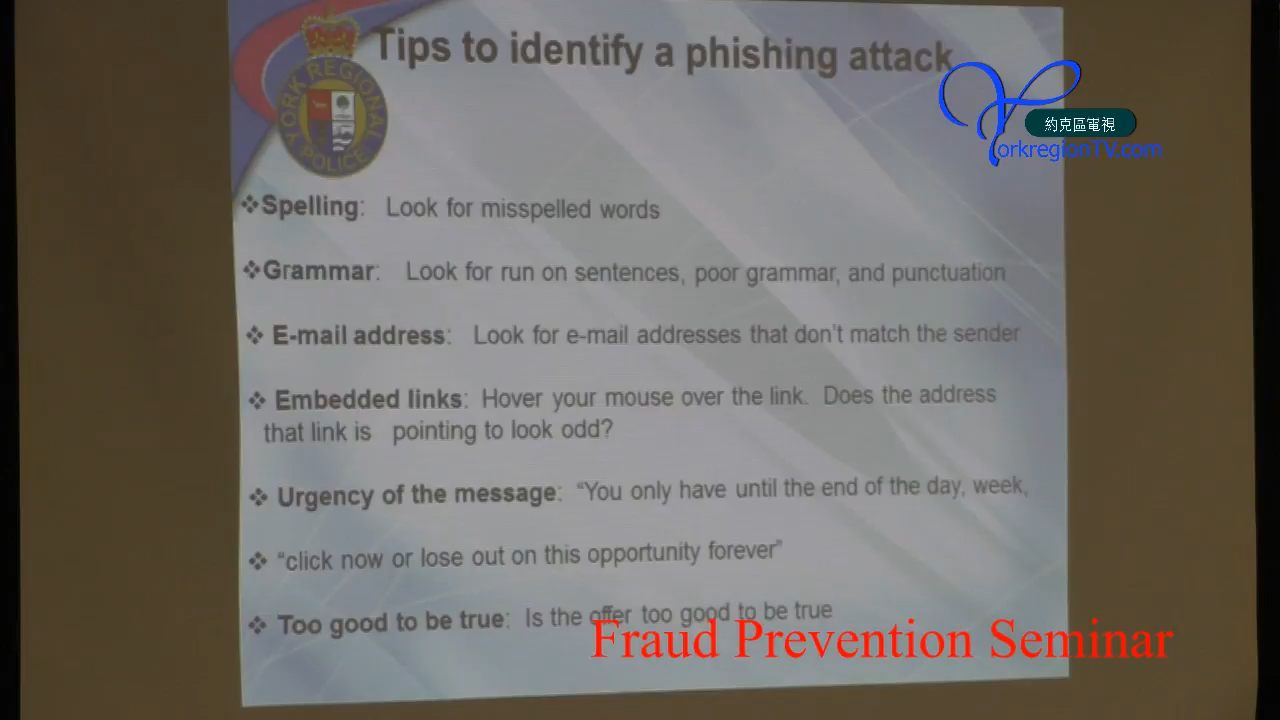 Tips to identify a phishing attack
YORK REGIONAL
POLICE
約克區電視
YorkregionTV.com
❖Spelling: Look for misspelled words
❖Grammar: Look for run on sentences, poor grammar, and punctuation
❖ E-mail address: Look for e-mail addresses that don't match the sender
❖ Embedded links: Hover your mouse over the link. Does the address
that link is pointing to look odd?
❖ Urgency of the message: “You only have until the end of the day, week,
❖ “click now or lose out on this opportunity forever”
❖ Too good to be true: Is the offer too good to be true
Fraud Prevention Seminar